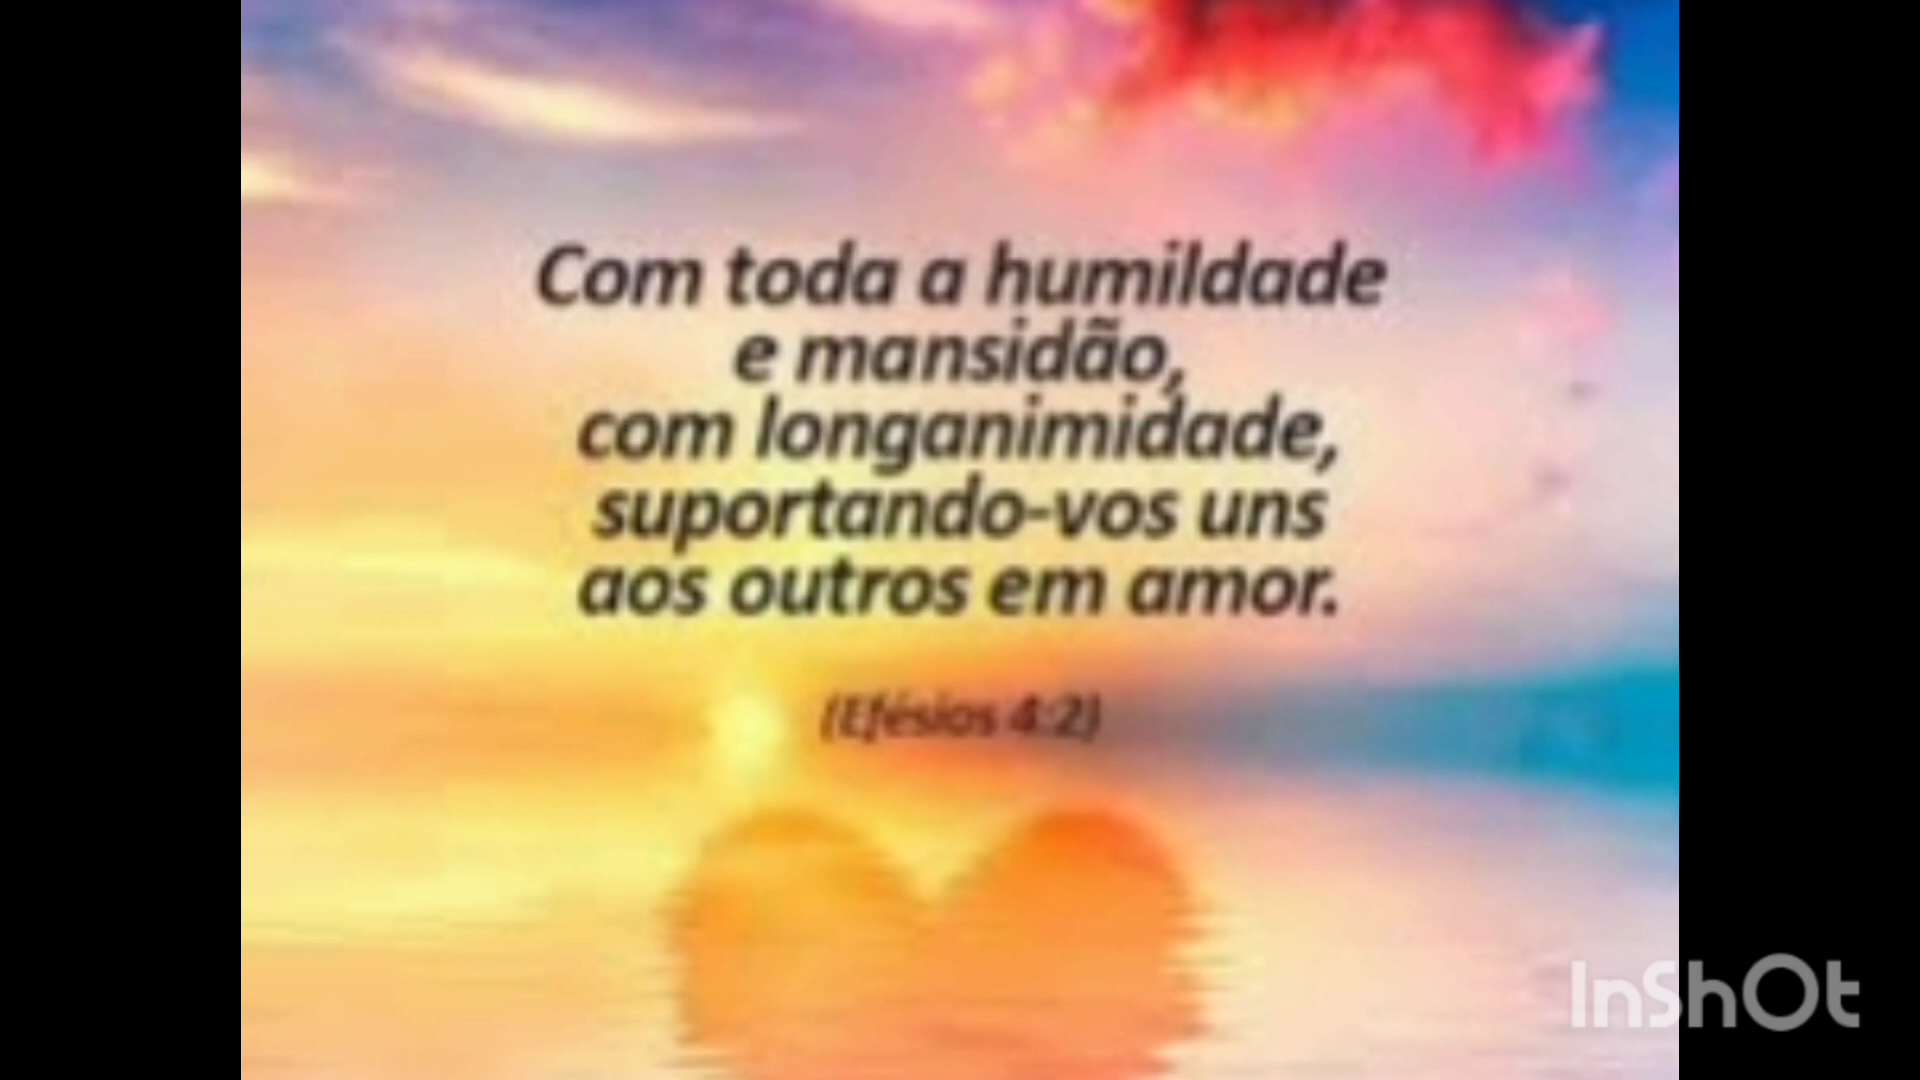 Com toda a humildade
e mansidão,
com longanimidade,
suportando-vos uns
aos outros em amor.
(Efésios 4:2)
InShOt